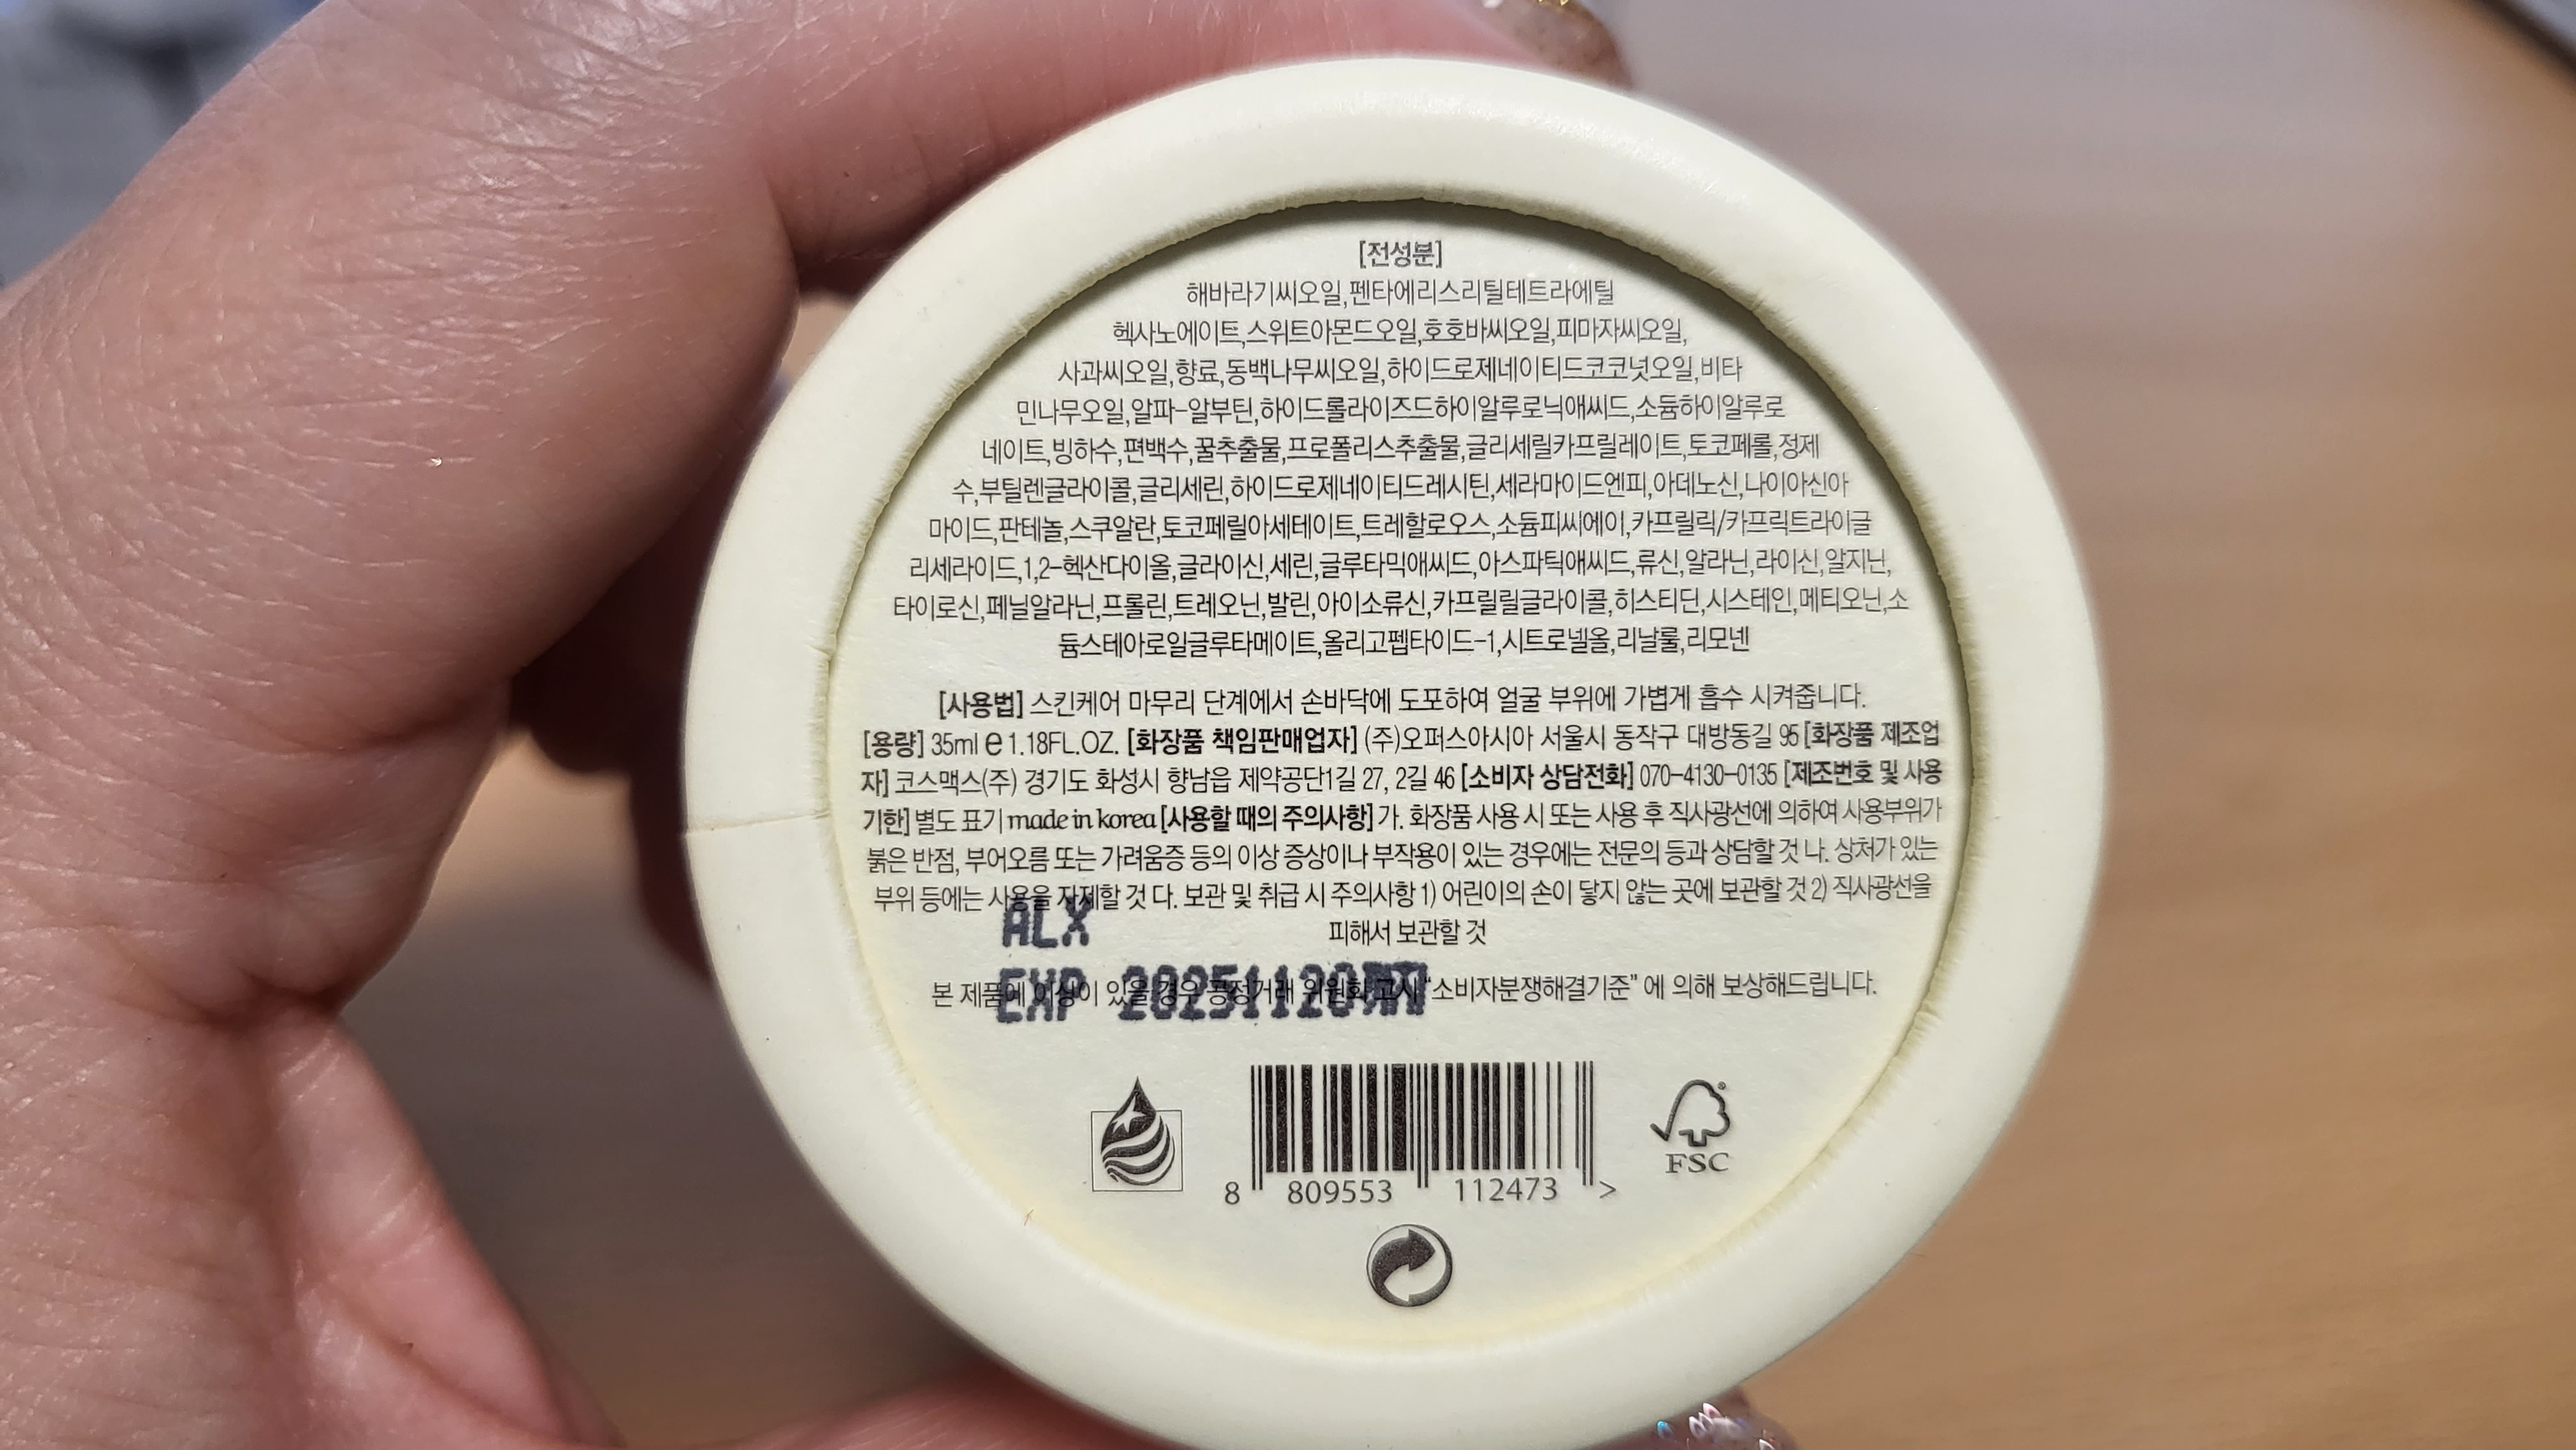 [전성분]
해바라기씨오일,펜타에리스리틸테트라에틸
헥사노에이트,스위트아몬드오일,호호바씨오일,피마자씨오일,
사과씨오일,향료,동백나무씨오일,하이드로제네이티드코코넛오일,비타
민나무오일,알파-알부틴,하이드롤라이즈드하이알루로닉애씨드,소듐하이알루로
네이트,빙하수,편백수,꿀추출물,프로폴리스추출물,글리세릴카프릴레이트,토코페롤,정제
수,부틸렌글라이콜,글리세린,하이드로제네이티드레시틴,세라마이드엔피,아데노신,나이아신아
마이드,판테놀,스쿠알란,토코페릴아세테이트,트레할로오스,소듐피씨에이,카프릴릭/카프릭트라이글
리세라이드,1,2-헥산다이올,글라이신,세린,글루타믹애씨드,아스파틱애씨드,류신,알라닌,라이신,알지닌,
타이로신,페닐알라닌,프롤린,트레오닌,발린,아이소류신,카프릴릴글라이콜,히스티딘,시스테인,메티오닌,소
듐스테아로일글루타메이트,올리고펩타이드-1,시트로넬올,리날룰,리모넨
[사용법] 스킨케어 마무리 단계에서 손바닥에 도포하여 얼굴 부위에 가볍게 흡수 시켜줍니다.
[용량] 35ml e 1.18FL.OZ. [화장품 책임판매업자] (주)오퍼스아시아 서울시 동작구 대방동길 95 [화장품 제조업
자] 코스맥스(주) 경기도 화성시 향남읍 제약공단1길 27, 2길 46 [소비자 상담전화] 070-4130-0135 [제조번호 및 사용
기한] 별도 표기 made in korea [사용할 때의 주의사항] 가. 화장품 사용 시 또는 사용 후 직사광선에 의하여 사용부위가
붉은 반점, 부어오름 또는 가려움증 등의 이상 증상이나 부작용이 있는 경우에는 전문의 등과 상담할 것 나. 상처가 있는
부위 등에는 사용을 자제할 것 다. 보관 및 취급 시 주의사항 1) 어린이의 손이 닿지 않는 곳에 보관할 것 2) 직사광선을
피해서 보관할 것
ALX
본 제품에 이상이 있을 경우 공정거래 위원회 고시 "소비자분쟁해결기준" 에 의해 보상해드립니다.
EXP 20251120
8 809553 112473 >
FSC